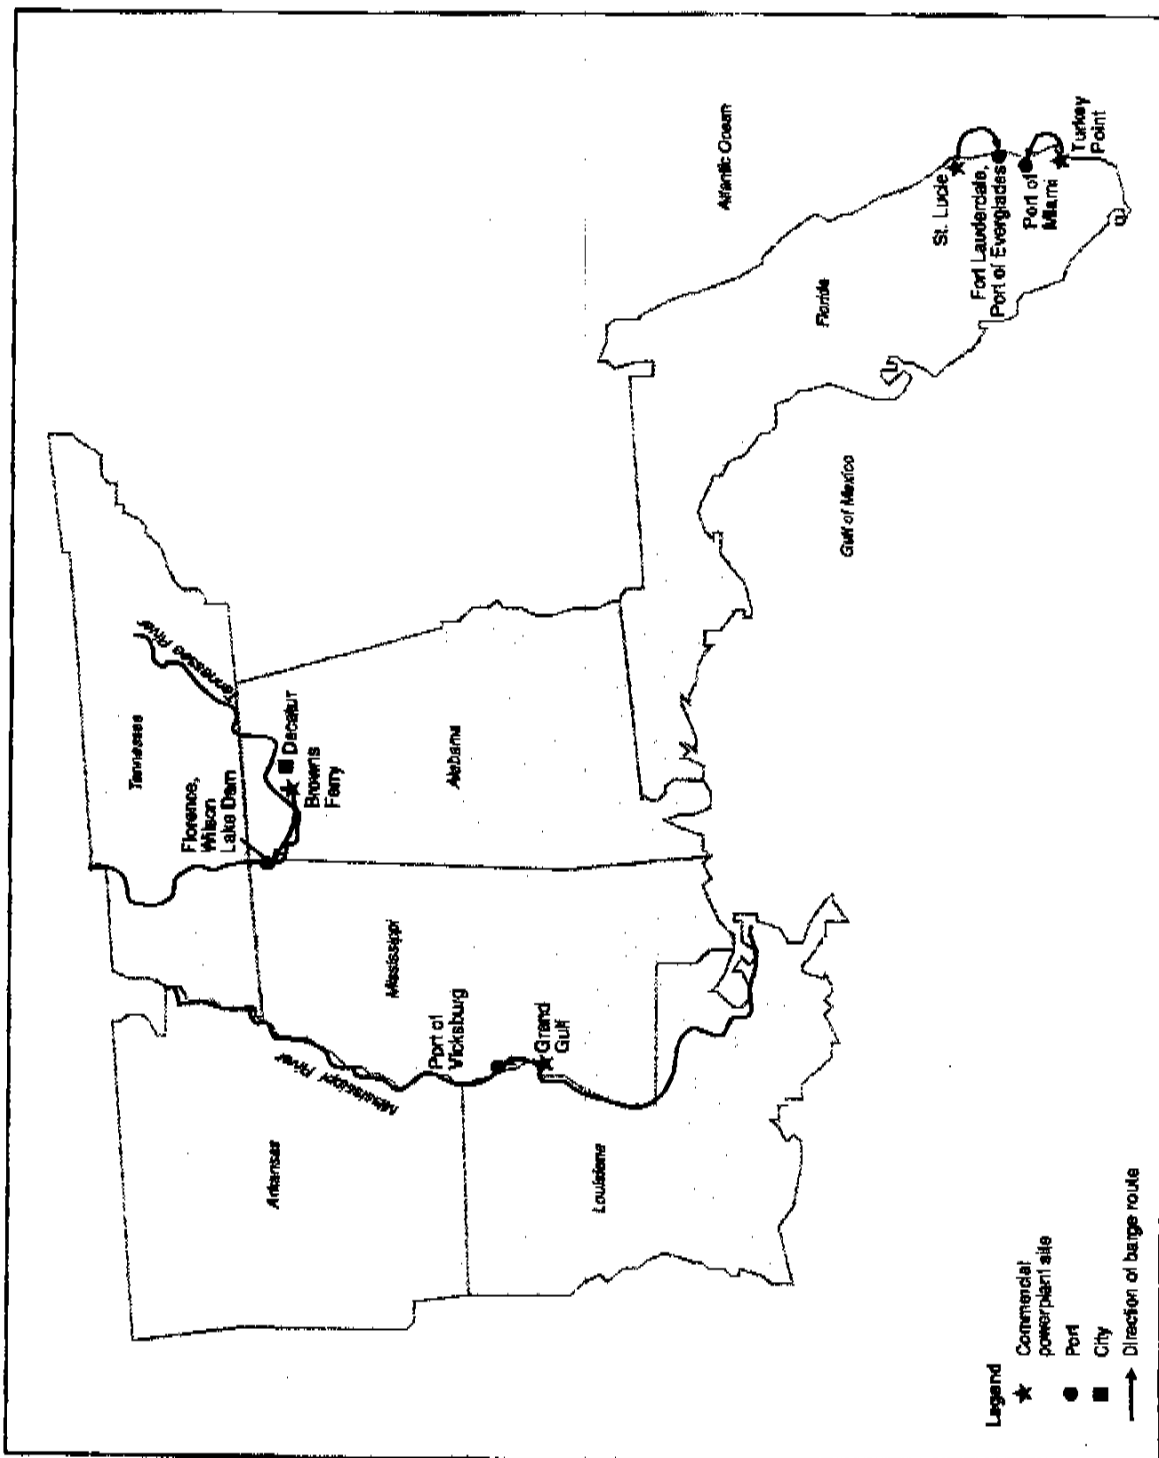 Tennessee
Tennessee River
Florence,
Wilson
Lake Dam
Decatur
Browns
Ferry
Alabama
Mississippi
Mississippi River
Port of
Vicksburg
Grand
Gulf
Arkansas
Louisiana
Atlantic Ocean
Florida
Gulf of Mexico
St. Lucie
Fort Lauderdale,
Port of Everglades
Port of
Miami
Turkey
Point
Legend
Commercial
powerplant site
Port
City
Direction of barge route